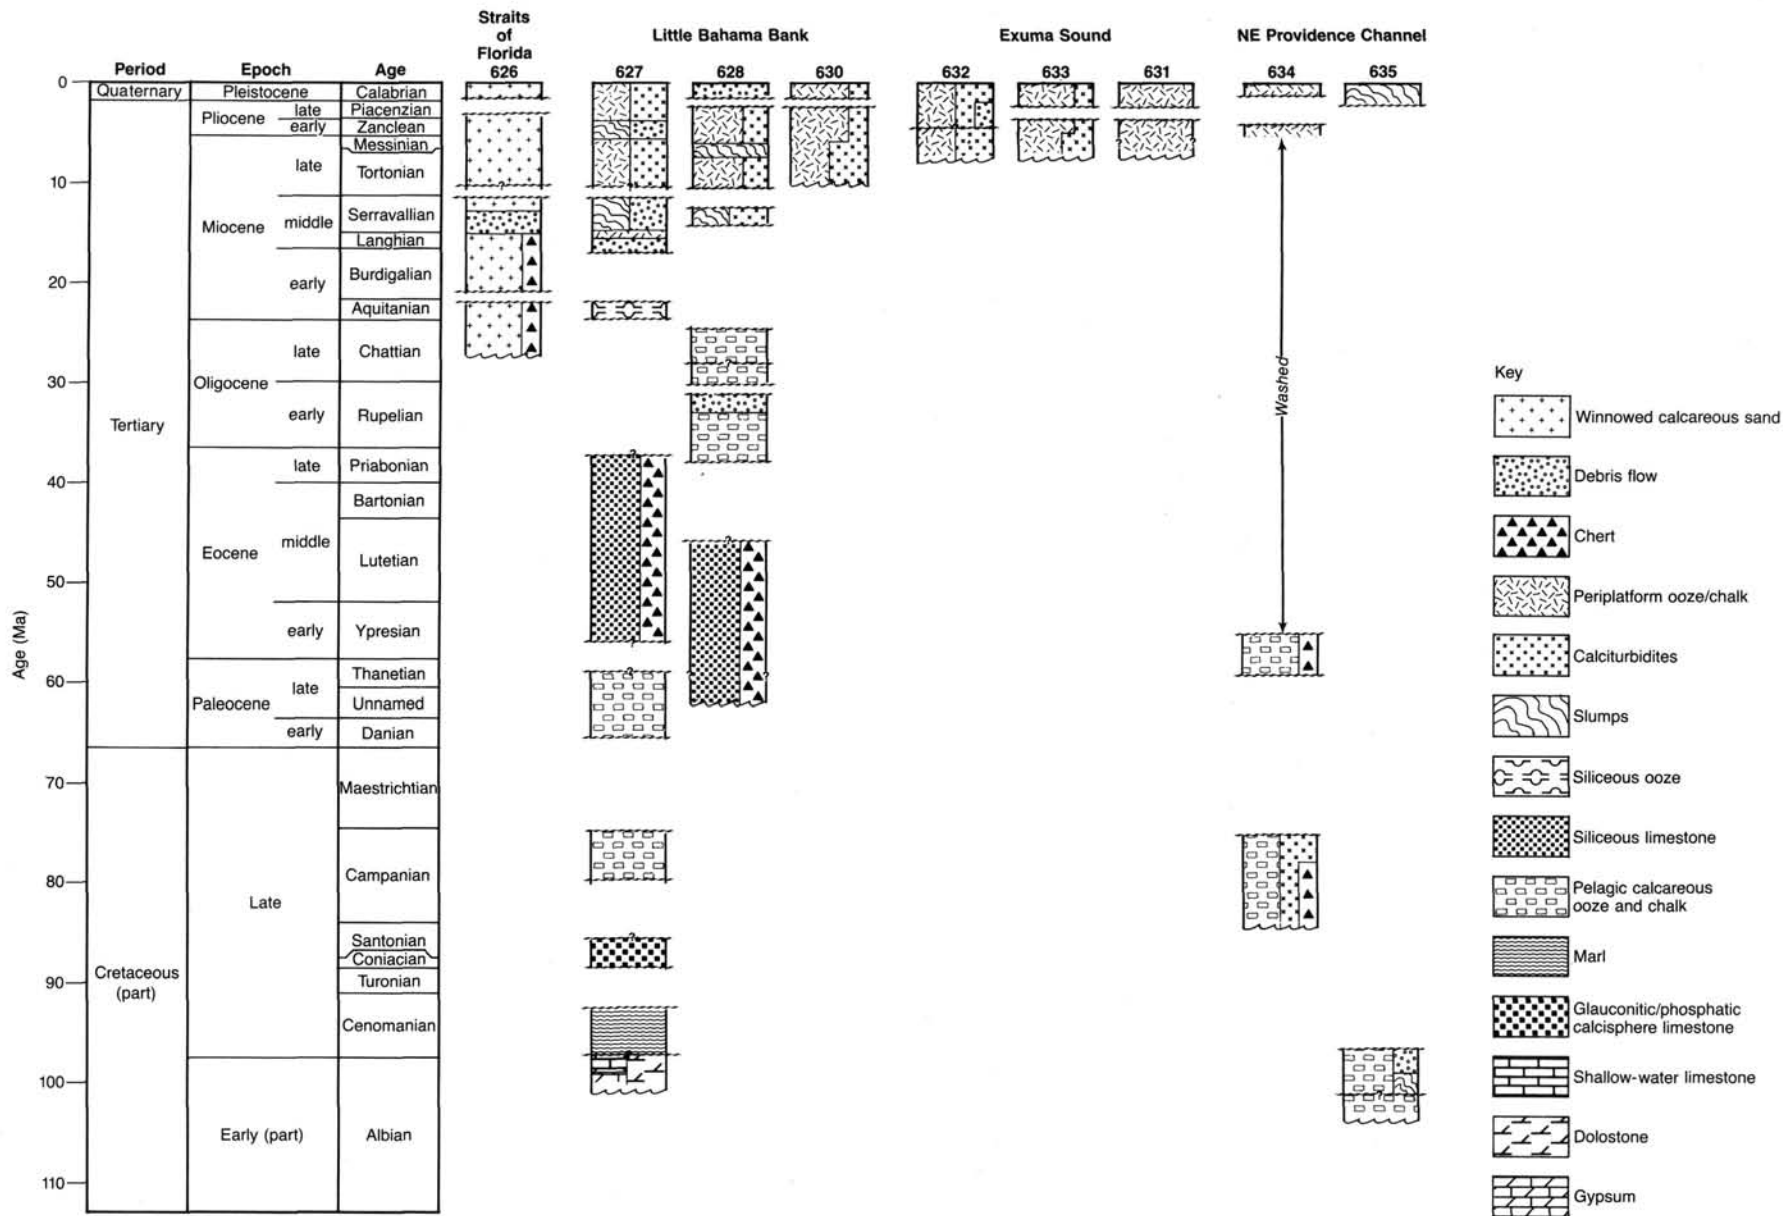 Straits
of
Florida
Little Bahama Bank
Exuma Sound
NE Providence Channel
Period Epoch Age 626 627 628 630 632 633 631 634 635
0
Quaternary Pleistocene Calabrian
Pliocene late Piacenzian
early Zanclean
Messinian
late
Tortonian
10
Miocene middle Serravallian
Langhian
early Burdigalian
20
Aquitanian
late Chattian
30
Oligocene
early Rupelian
Tertiary
late Priabonian
40
Bartonian
Eocene middle
Lutetian
50
early Ypresian
Thanetian
60
Paleocene late
Unnamed
early Danian
70
Maestrichtian
80
Campanian
Late
Santonian
Coniacian
90
Turonian
Cretaceous
(part)
Cenomanian
100
Early (part) Albian
110
Age (Ma)
?
?
?
?
?
?
?
?
?
?
?
?
?
Washed
Key
Winnowed calcareous sand
Debris flow
Chert
Periplatform ooze/chalk
Calciturbidites
Slumps
Siliceous ooze
Siliceous limestone
Pelagic calcareous
ooze and chalk
Marl
Glauconitic/phosphatic
calcisphere limestone
Shallow-water limestone
Dolostone
Gypsum